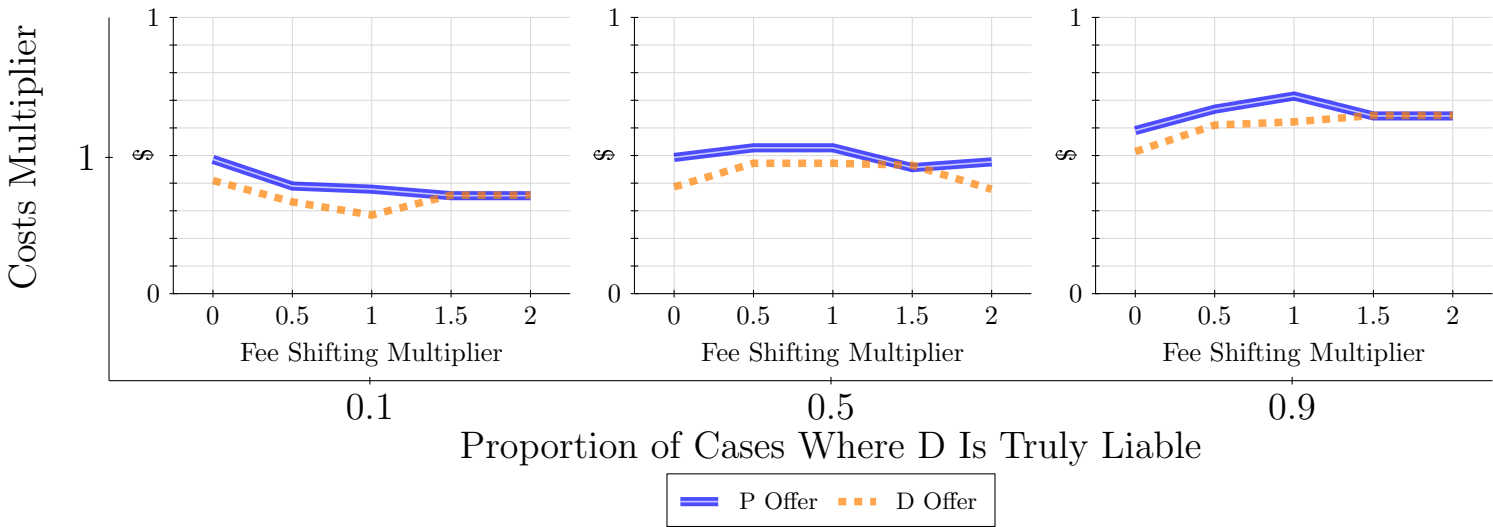 Costs Multiplier
1
1
$
0
0 0.5 1 1.5 2
Fee Shifting Multiplier
1
$
0
0 0.5 1 1.5 2
Fee Shifting Multiplier
1
$
0
0 0.5 1 1.5 2
Fee Shifting Multiplier
0.1 0.5 0.9
Proportion of Cases Where D Is Truly Liable
P Offer D Offer